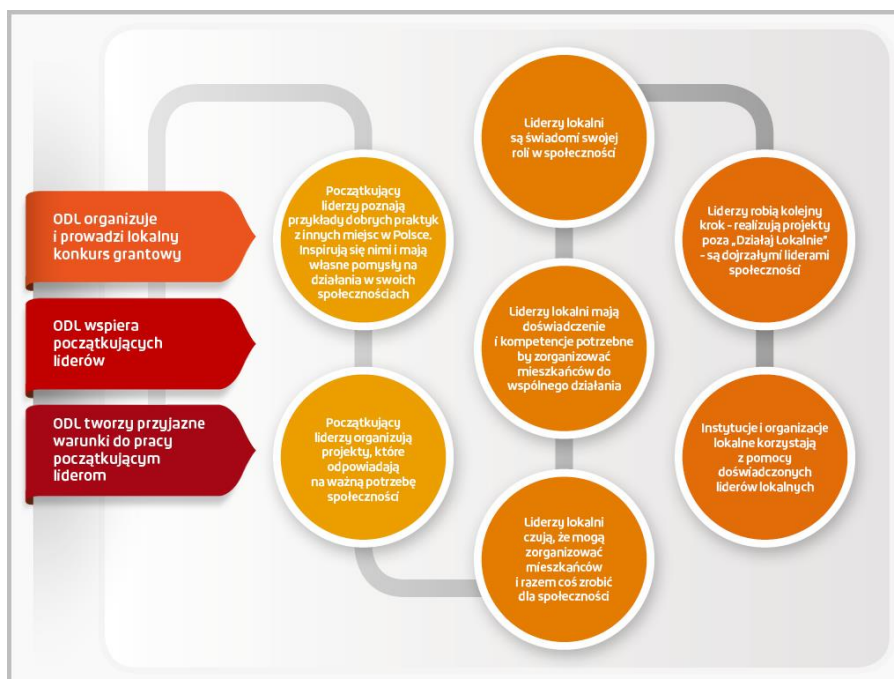 ODL organizuje
i prowadzi lokalny
konkurs grantowy
ODL wspiera
początkujących
liderów
ODL tworzy przyjazne
warunki do pracy
początkującym
liderom
Początkujący
liderzy poznają
przykłady dobrych praktyk
z innych miejsc w Polsce.
Inspirują się nimi i mają
własne pomysły na
działania w swoich
społecznościach
Początkujący
liderzy organizują
projekty, które
odpowiadają
na ważną potrzebę
społeczności
Liderzy lokalni
są świadomi swojej
roli w społeczności
Liderzy lokalni mają
doświadczenie
i kompetencje potrzebne
by zorganizować
mieszkańców do
wspólnego działania
Liderzy lokalni
czują, że mogą
zorganizować
mieszkańców
i razem coś zrobić
dla społeczności
Liderzy robią kolejny
krok - realizują projekty
poza „Działaj Lokalnie"
- są dojrzałymi liderami
społeczności
Instytucje i organizacje
lokalne korzystają
z pomocy
doświadczonych
liderów lokalnych